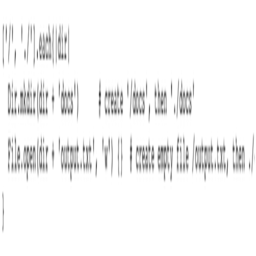 ['/', './'].each{|dir|
Dir.mkdir(dir + 'docs') # create '/docs', then './docs'
File.open(dir + 'output.txt', 'w') {} # create empty file /output.txt, then ./
}